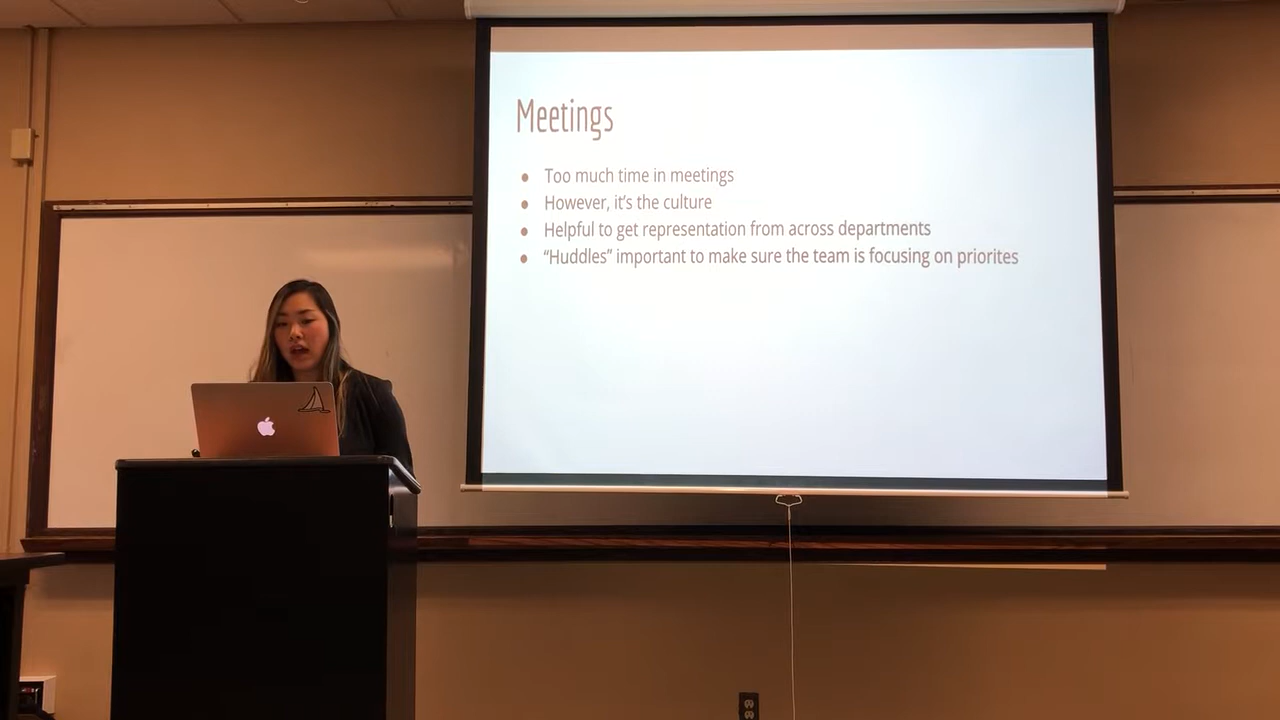 Meetings
● Too much time in meetings
● However, it's the culture
● Helpful to get representation from across departments
● “Huddles” important to make sure the team is focusing on priorites